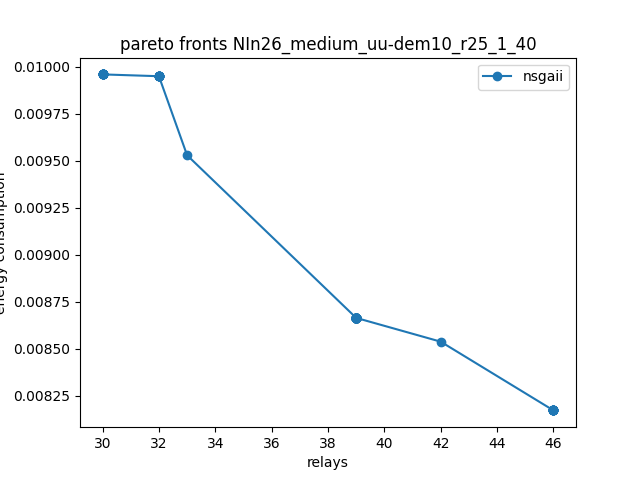 pareto fronts NIn26_medium_uu-dem10_r25_1_40
nsgaii
0.01000
0.00975
0.00950
0.00925
0.00900
0.00875
0.00850
0.00825
energy consumption
30 32 34 36 38 40 42 44 46
relays